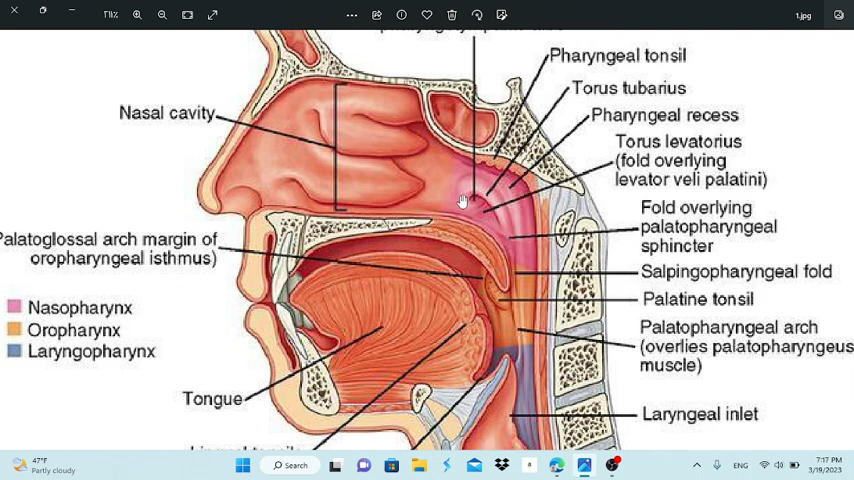 1.jpg
Pharyngeal tonsil
Torus tubarius
Nasal cavity
Pharyngeal recess
Torus levatorius
(fold overlying
levator veli palatini)
Fold overlying
palatopharyngeal
sphincter
Palatoglossal arch margin of
oropharyngeal isthmus)
Salpingopharyngeal fold
Palatine tonsil
Nasopharynx
Oropharynx
Laryngopharynx
Palatopharyngeal arch
(overlies palatopharyngeus
muscle)
Tongue
Laryngeal inlet
47°F
Partly cloudy
Search
ENG
7:17 PM
3/19/2023